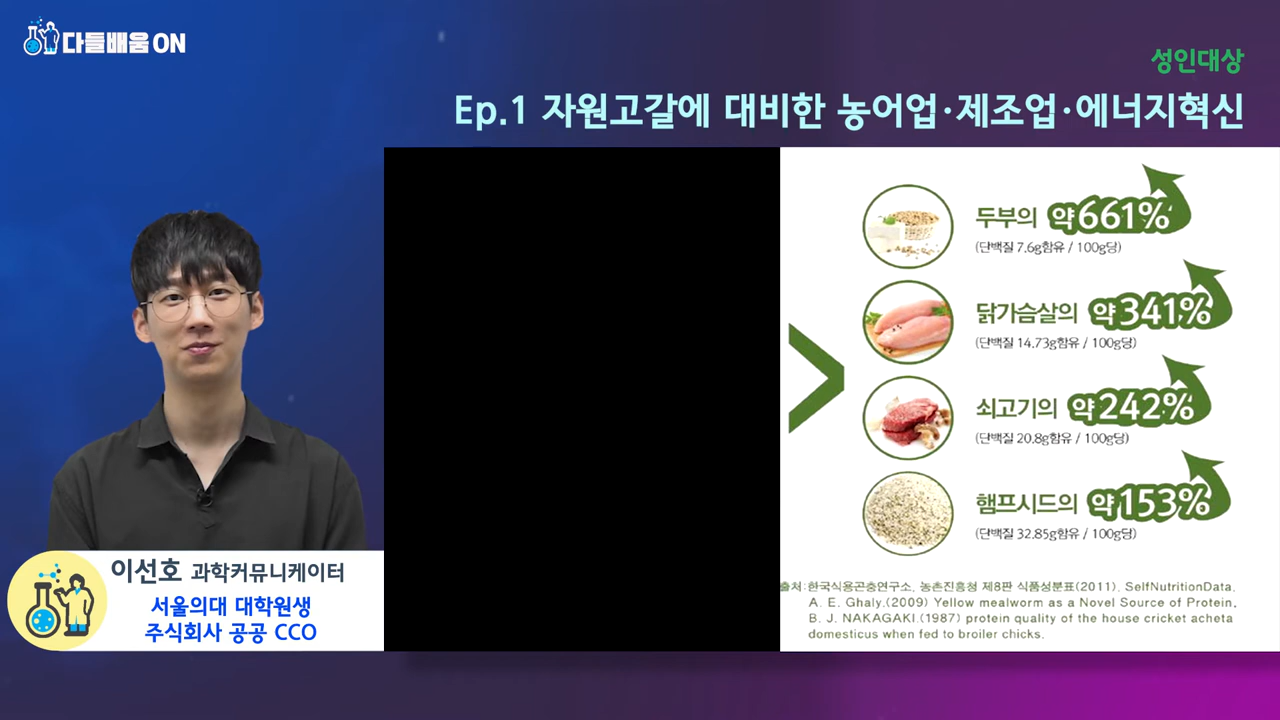 다들배움 ON
성인대상
Ep.1 자원고갈에 대비한 농어업·제조업·에너지혁신
두부의 약661%
(단백질 7.6g함유 / 100g당)
닭가슴살의 약341%
(단백질 14.73g함유 / 100g당)
쇠고기의 약242%
(단백질 20.8g함유 / 100g당)
햄프시드의 약153%
(단백질 32.85g함유 / 100g당)
출처:한국식용곤충연구소, 농촌진흥청 제8판 식품성분표(2011), SelfNutritionData,
A. E. Ghaly.(2009) Yellow mealworm as a Novel Source of Protein,
B. J. NAKAGAKI.(1987) protein quality of the house cricket acheta
domesticus when fed to broiler chicks.
이선호 과학커뮤니케이터
서울의대 대학원생
주식회사 공공 CCO